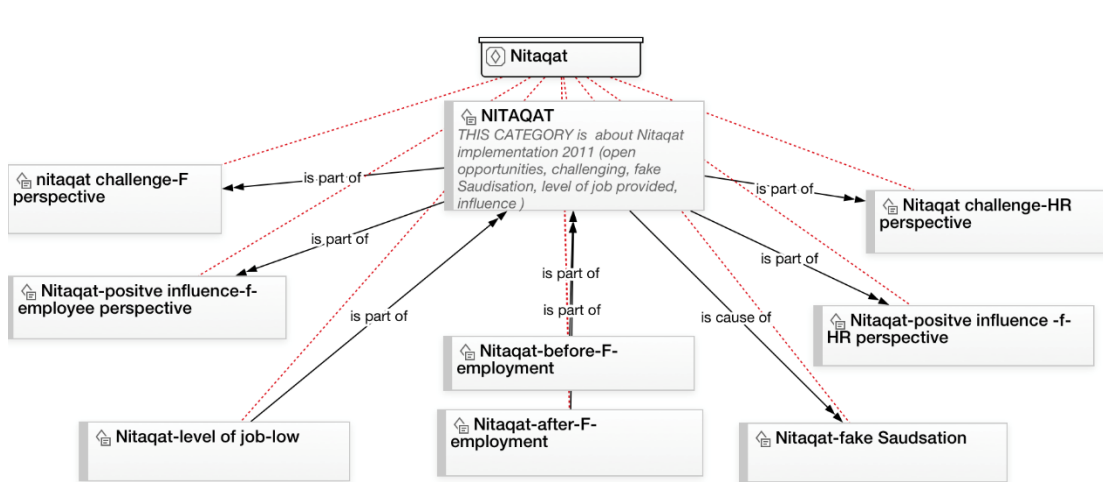 Nitaqat
NITAQAT
THIS CATEGORY is about Nitaqat
implementation 2011 (open
opportunities, challenging, fake
Saudisation, level of job provided,
influence )
nitaqat challenge-F
perspective
is part of
is part of
Nitaqat challenge-HR
perspective
is part of
Nitaqat-positve influence-f-
employee perspective
is part of
is part of
is part of
is part of
is cause of
Nitaqat-positve influence -f-
HR perspective
Nitaqat-before-F-
employment
Nitaqat-level of job-low
Nitaqat-after-F-
employment
Nitaqat-fake Saudsation